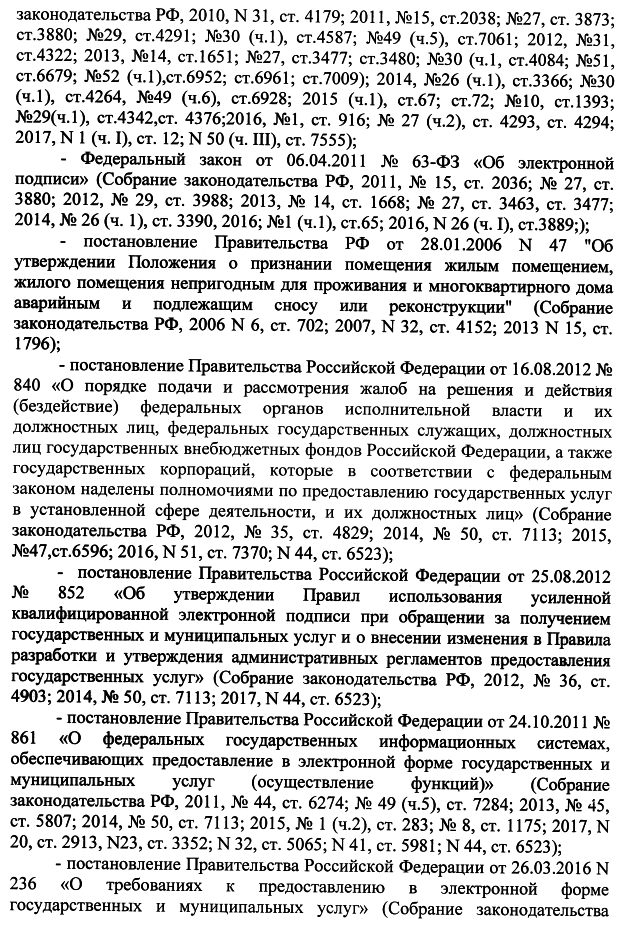 законодательства РФ, 2010, N 31, ст. 4179; 2011, №15, ст.2038; №27, ст. 3873;
ст.3880; №29, ст.4291; №30 (ч.1), ст.4587; №49 (ч.5), ст.7061; 2012, №31,
ст.4322; 2013, №14, ст.1651; №27, ст.3477; ст.3480; №30 (ч.1, ст.4084; №51,
ст.6679; №52 (ч.1),ст.6952; ст.6961; ст.7009); 2014, №26 (ч.1), ст.3366; №30
(ч.1), ст.4264, №49 (ч.6), ст.6928; 2015 (ч.1), ст.67; ст.72; №10, ст.1393;
№29(ч.1), ст.4342,ст. 4376;2016, №1, ст. 916; № 27 (ч.2), ст. 4293, ст. 4294;
2017, N 1 (ч. I), ст. 12; N 50 (ч. III), ст. 7555);
- Федеральный закон от 06.04.2011 № 63-ФЗ «Об электронной
подписи» (Собрание законодательства РФ, 2011, № 15, ст. 2036; № 27, ст.
3880; 2012, № 29, ст. 3988; 2013, № 14, ст. 1668; № 27, ст. 3463, ст. 3477;
2014, № 26 (ч. 1), ст. 3390, 2016; №1 (ч.1), ст.65; 2016, N 26 (ч. I), ст.3889;);
- постановление Правительства РФ от 28.01.2006 N 47 "Об
утверждении Положения о признании помещения жилым помещением,
жилого помещения непригодным для проживания и многоквартирного дома
аварийным и подлежащим сносу или реконструкции" (Собрание
законодательства РФ, 2006 N 6, ст. 702; 2007, N 32, ст. 4152; 2013 N 15, ст.
1796);
- постановление Правительства Российской Федерации от 16.08.2012 №
840 «О порядке подачи и рассмотрения жалоб на решения и действия
(бездействие) федеральных органов исполнительной власти и их
должностных лиц, федеральных государственных служащих, должностных
лиц государственных внебюджетных фондов Российской Федерации, а также
государственных корпораций, которые в соответствии с федеральным
законом наделены полномочиями по предоставлению государственных услуг
в установленной сфере деятельности, и их должностных лиц» (Собрание
законодательства РФ, 2012, № 35, ст. 4829; 2014, № 50, ст. 7113; 2015,
№47,ст.6596; 2016, N 51, ст. 7370; N 44, ст. 6523);
- постановление Правительства Российской Федерации от 25.08.2012
№ 852 «Об утверждении Правил использования усиленной
квалифицированной электронной подписи при обращении за получением
государственных и муниципальных услуг и о внесении изменения в Правила
разработки и утверждения административных регламентов предоставления
государственных услуг» (Собрание законодательства РФ, 2012, № 36, ст.
4903; 2014, № 50, ст. 7113; 2017, N 44, ст. 6523);
- постановление Правительства Российской Федерации от 24.10.2011 №
861 «О федеральных государственных информационных системах,
обеспечивающих предоставление в электронной форме государственных и
муниципальных услуг (осуществление функций)» (Собрание
законодательства РФ, 2011, № 44, ст. 6274; № 49 (ч.5), ст. 7284; 2013, № 45,
ст. 5807; 2014, № 50, ст. 7113; 2015, № 1 (ч.2), ст. 283; № 8, ст. 1175; 2017, N
20, ст. 2913, N23, ст. 3352; N 32, ст. 5065; N 41, ст. 5981; N 44, ст. 6523);
- постановление Правительства Российской Федерации от 26.03.2016 N
236 «О требованиях к предоставлению в электронной форме
государственных и муниципальных услуг» (Собрание законодательства